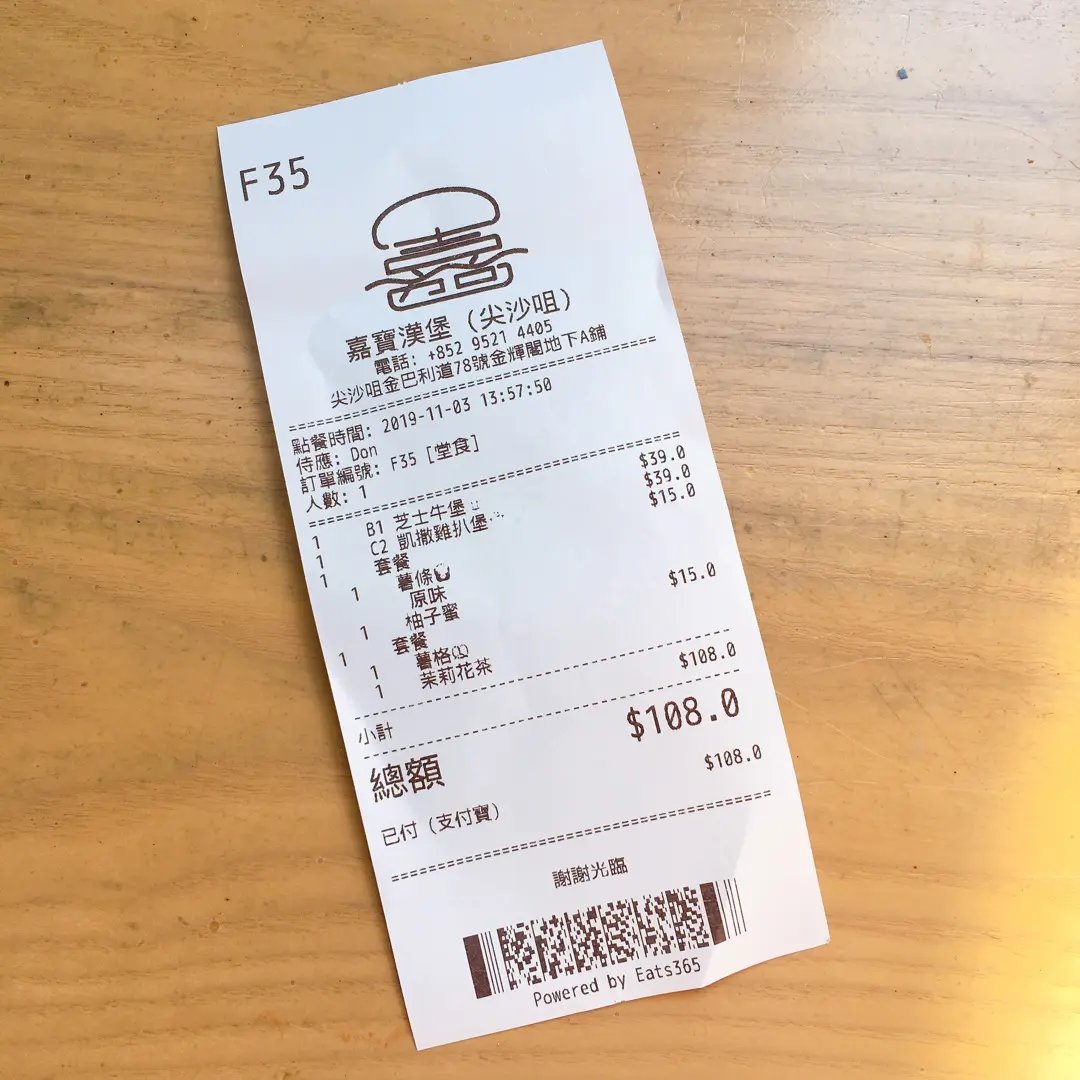 F35
嘉寶漢堡（尖沙咀）
電話: +852 9521 4405
尖沙咀金巴利道78號金輝閣地下A鋪
點餐時間: 2019-11-03 13:57:50
侍應: Don
訂單編號: F35 [堂食]
人數: 1
1 B1 芝士牛堡 $39.0
1 C2 凱撒雞扒堡 $39.0
1 套餐 $15.0
1 薯條
原味
1 柚子蜜
1 套餐 $15.0
1 薯格
1 茉莉花茶
小計 $108.0
總額 $108.0
已付（支付寶） $108.0
謝謝光臨
Powered by Eats365